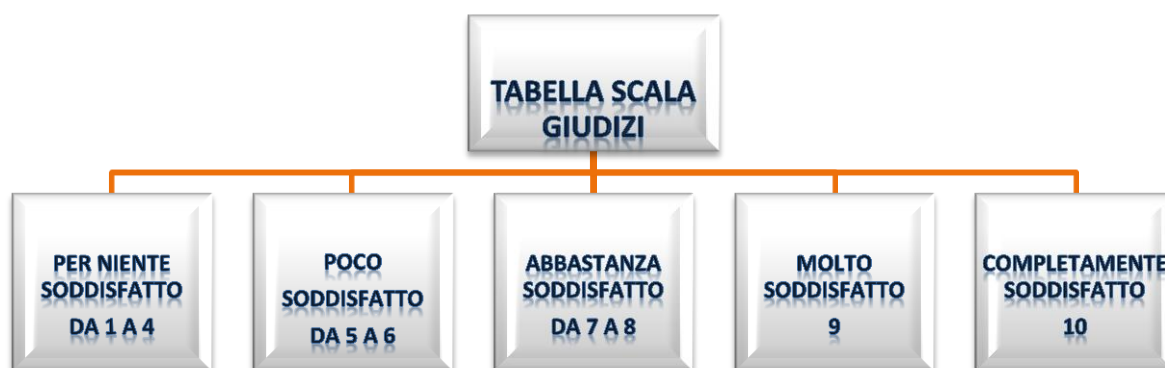 TABELLA SCALA
GIUDIZI
PER NIENTE
SODDISFATTO
DA 1 A 4
POCO
SODDISFATTO
DA 5 A 6
ABBASTANZA
SODDISFATTO
DA 7 A 8
MOLTO
SODDISFATTO
9
COMPLETAMENTE
SODDISFATTO
10